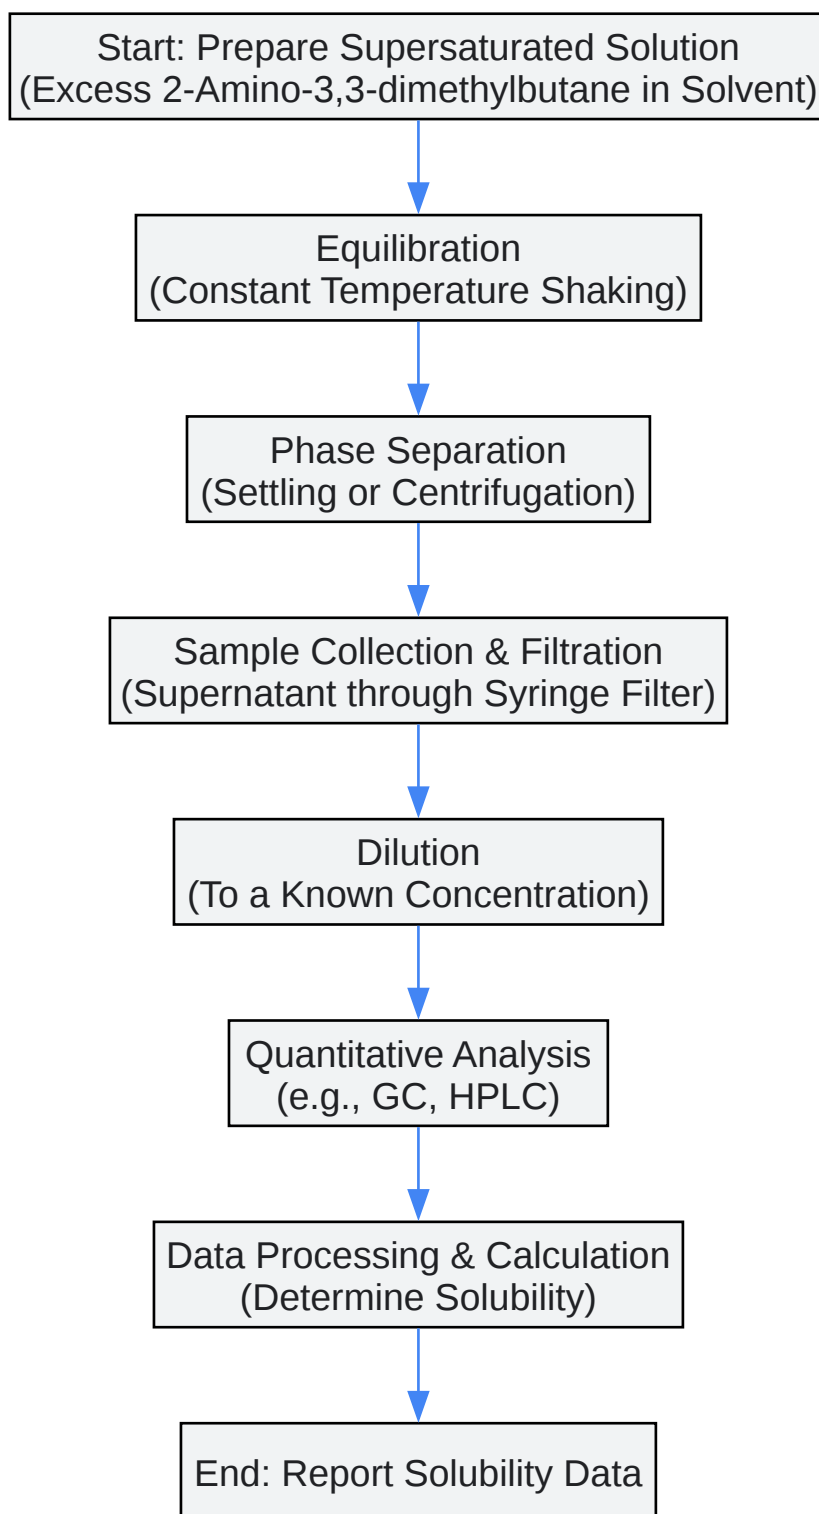 Start: Prepare Supersaturated Solution
(Excess 2-Amino-3,3-dimethylbutane in Solvent)
Equilibration
(Constant Temperature Shaking)
Phase Separation
(Settling or Centrifugation)
Sample Collection & Filtration
(Supernatant through Syringe Filter)
Dilution
(To a Known Concentration)
Quantitative Analysis
(e.g., GC, HPLC)
Data Processing & Calculation
(Determine Solubility)
End: Report Solubility Data